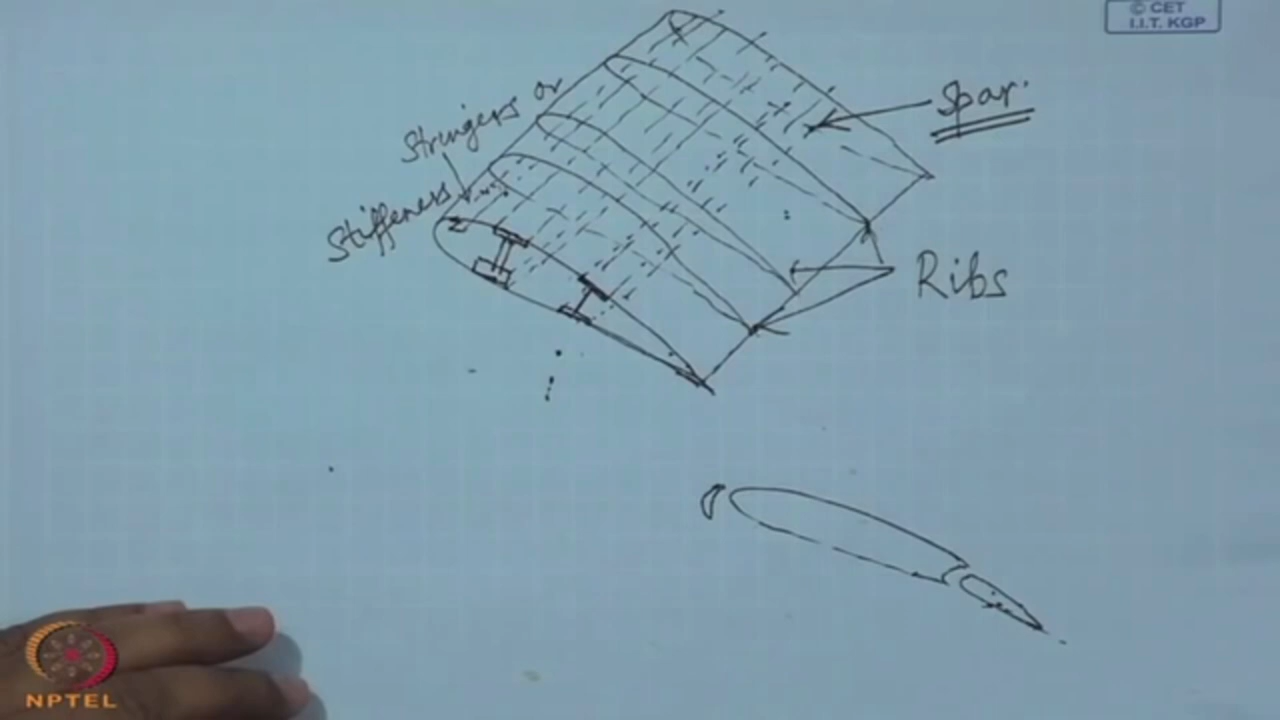 © CET
I.I.T. KGP
Spar.
Stringers or
Stiffeners
Ribs
NPTEL